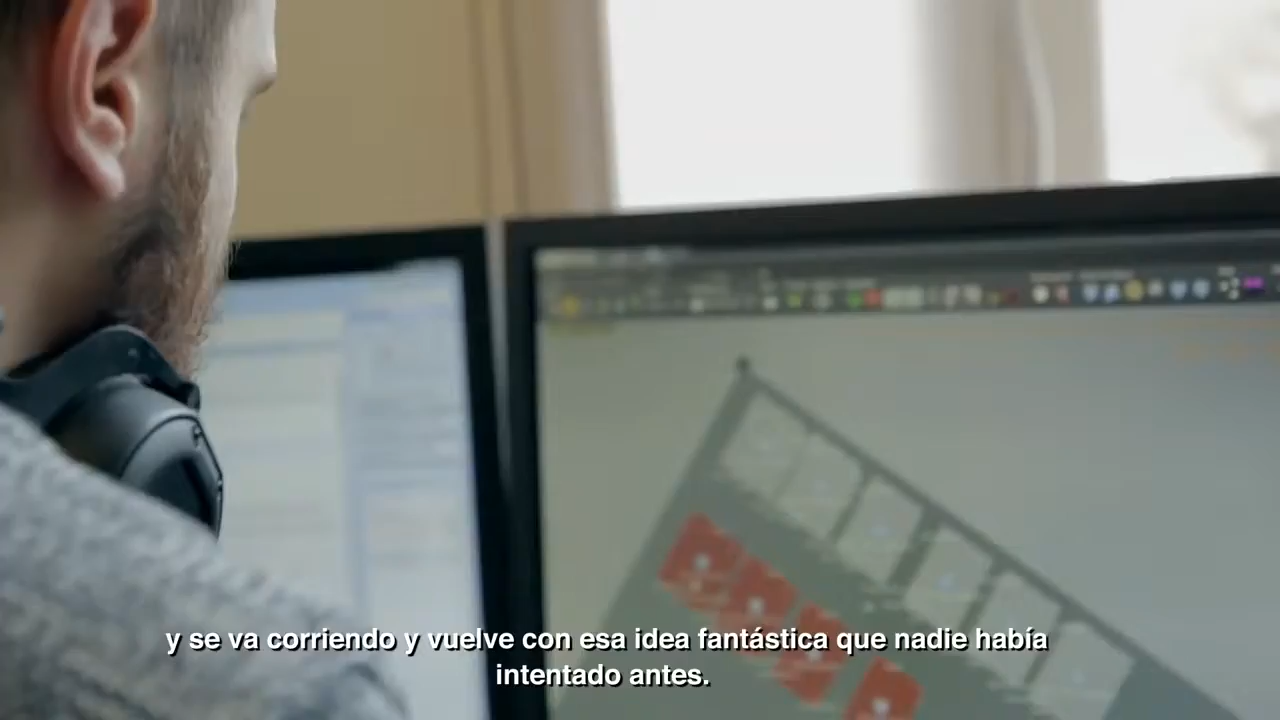 y se va corriendo y vuelve con esa idea fantástica que nadie había
intentado antes.